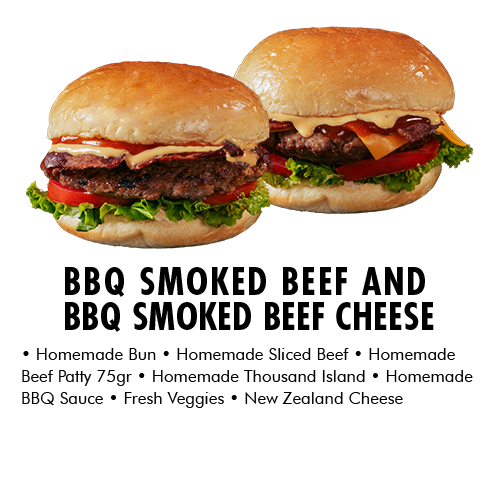 BBQ SMOKED BEEF AND
BBQ SMOKED BEEF CHEESE
• Homemade Bun • Homemade Sliced Beef • Homemade
Beef Patty 75gr • Homemade Thousand Island • Homemade
BBQ Sauce • Fresh Veggies • New Zealand Cheese